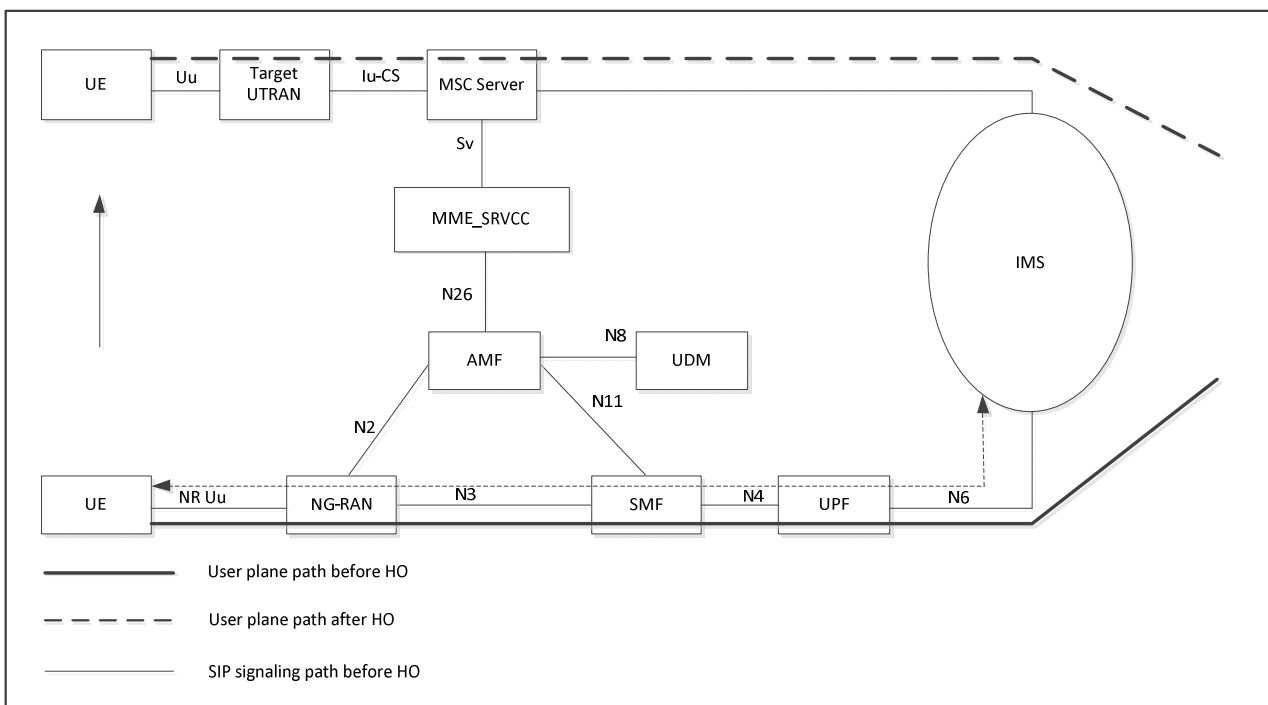 UE
Uu
Target
UTRAN
Iu-CS
MSC Server
Sv
MME_SRVCC
IMS
N26
AMF
N8
UDM
N11
N2
UE
NR Uu
NG-RAN
N3
SMF
N4
UPF
N6
User plane path before HO
User plane path after HO
SIP signaling path before HO